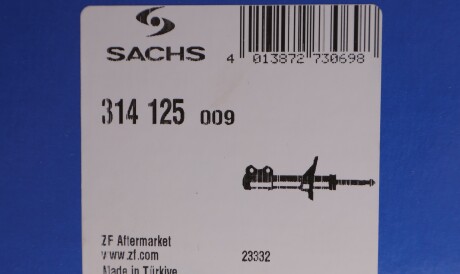 SACHS
4 013872 730698
314 125 009
ZF Aftermarket
www.zf.com
23332
Made in Türkiye